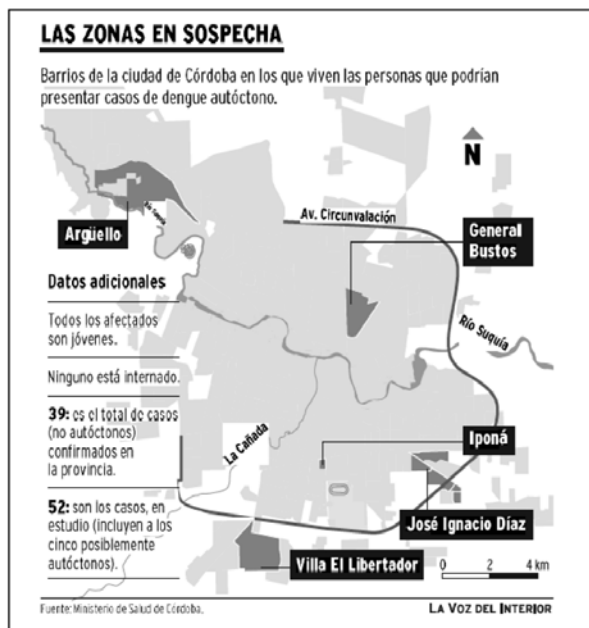 LAS ZONAS EN SOSPECHA
Barrios de la ciudad de Córdoba en los que viven las personas que podrían
presentar casos de dengue autóctono.
N
Av. Circunvalación
Río Suquía
Argüello
General
Bustos
Datos adicionales
Todos los afectados
son jóvenes.
Río Suquía
Ninguno está internado.
39: es el total de casos
(no autóctonos)
confirmados en
la provincia.
La Cañada
Iponá
52: son los casos, en
estudio (incluyen a los
cinco posiblemente
autóctonos).
José Ignacio Díaz
Villa El Libertador
0 2 4 km
Fuente: Ministerio de Salud de Córdoba.
LA VOZ DEL INTERIOR